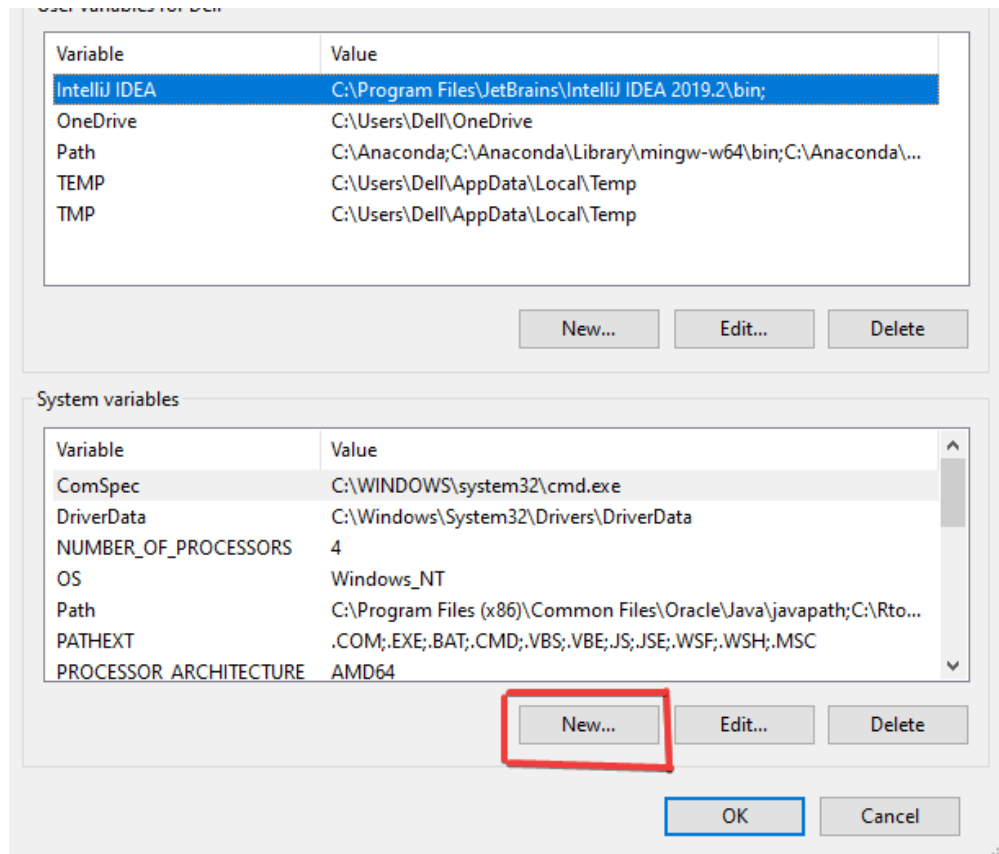 User variables for Dell
Variable Value
IntelliJ IDEA C:\Program Files\JetBrains\IntelliJ IDEA 2019.2\bin;
OneDrive C:\Users\Dell\OneDrive
Path C:\Anaconda;C:\Anaconda\Library\mingw-w64\bin;C:\Anaconda\...
TEMP C:\Users\Dell\AppData\Local\Temp
TMP C:\Users\Dell\AppData\Local\Temp
New... Edit... Delete
System variables
Variable Value
ComSpec C:\WINDOWS\system32\cmd.exe
DriverData C:\Windows\System32\Drivers\DriverData
NUMBER_OF_PROCESSORS 4
OS Windows_NT
Path C:\Program Files (x86)\Common Files\Oracle\Java\javapath;C:\Rto...
PATHEXT .COM;.EXE;.BAT;.CMD;.VBS;.VBE;.JS;.JSE;.WSF;.WSH;.MSC
PROCESSOR_ARCHITECTURE AMD64
New... Edit... Delete
OK Cancel